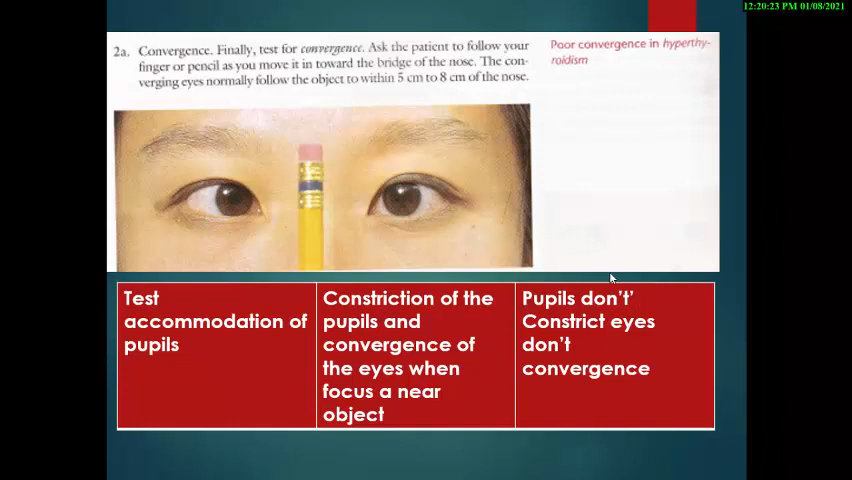 12:20:23 PM 01/08/2021
2a. Convergence. Finally, test for convergence. Ask the patient to follow your
finger or pencil as you move it in toward the bridge of the nose. The con-
verging eyes normally follow the object to within 5 cm to 8 cm of the nose.
Poor convergence in hyperthy-
roidism
Test
accommodation of
pupils
Constriction of the
pupils and
convergence of
the eyes when
focus a near
object
Pupils don't'
Constrict eyes
don't
convergence